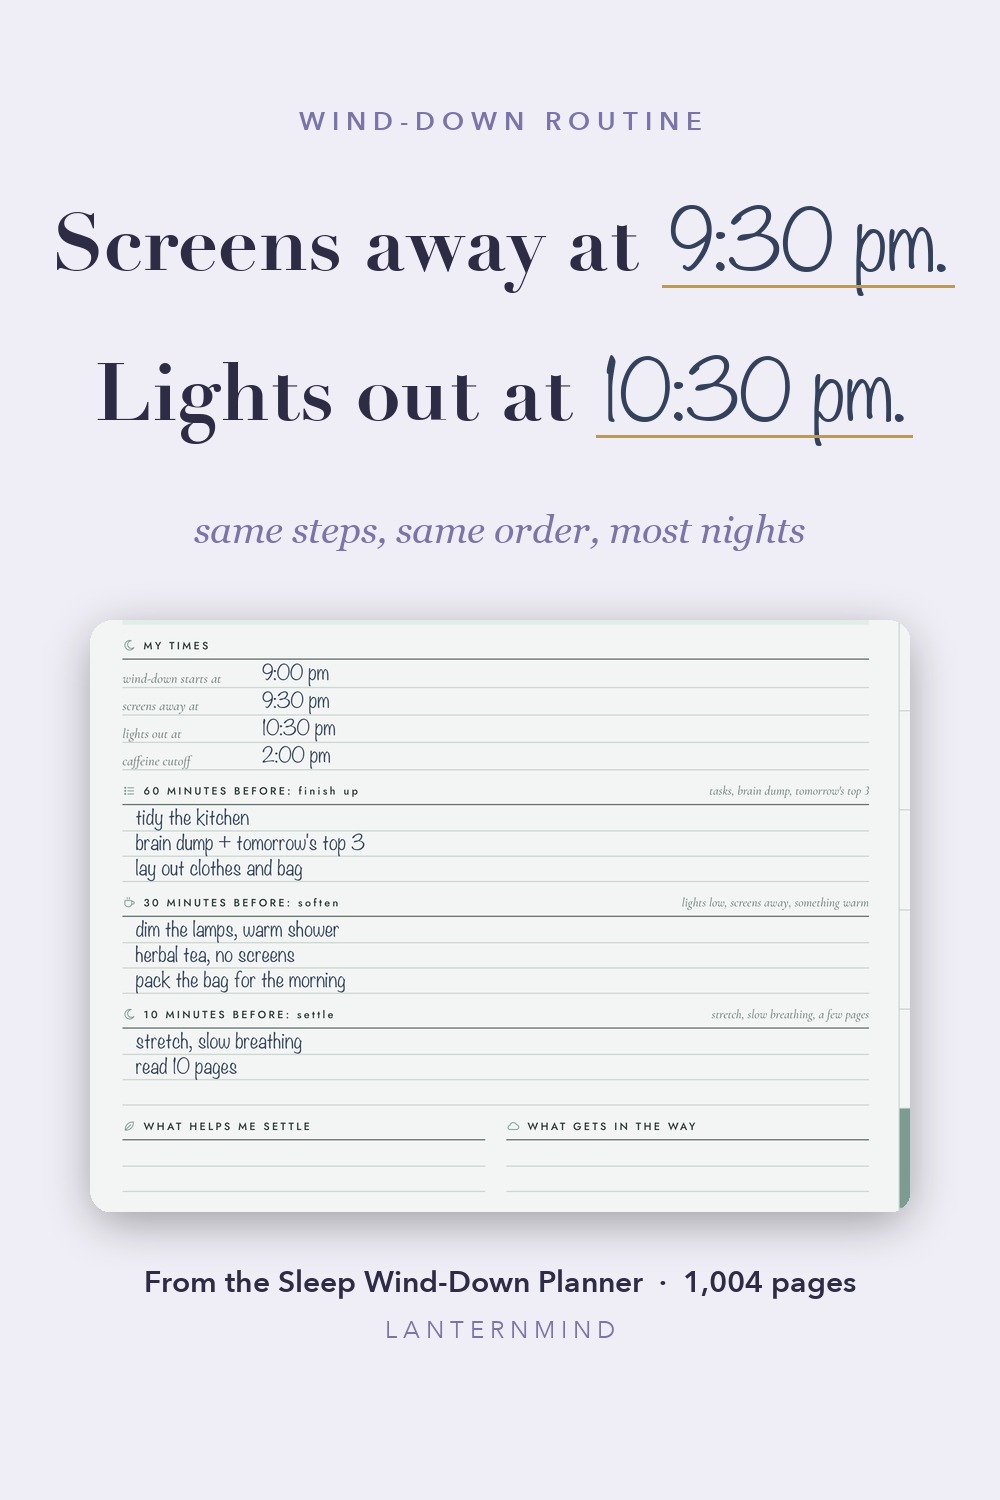 WIND-DOWN ROUTINE
Screens away at 9:30 pm.
Lights out at 10:30 pm.
same steps, same order, most nights
MY TIMES
wind-down starts at 9:00 pm
screens away at 9:30 pm
lights out at 10:30 pm
caffeine cutoff 2:00 pm
60 MINUTES BEFORE: finish up tasks, brain dump, tomorrow's top 3
tidy the kitchen
brain dump + tomorrow's top 3
lay out clothes and bag
30 MINUTES BEFORE: soften lights low, screens away, something warm
dim the lamps, warm shower
herbal tea, no screens
pack the bag for the morning
10 MINUTES BEFORE: settle stretch, slow breathing, a few pages
stretch, slow breathing
read 10 pages
WHAT HELPS ME SETTLE WHAT GETS IN THE WAY
From the Sleep Wind-Down Planner · 1,004 pages
LANTERNMIND